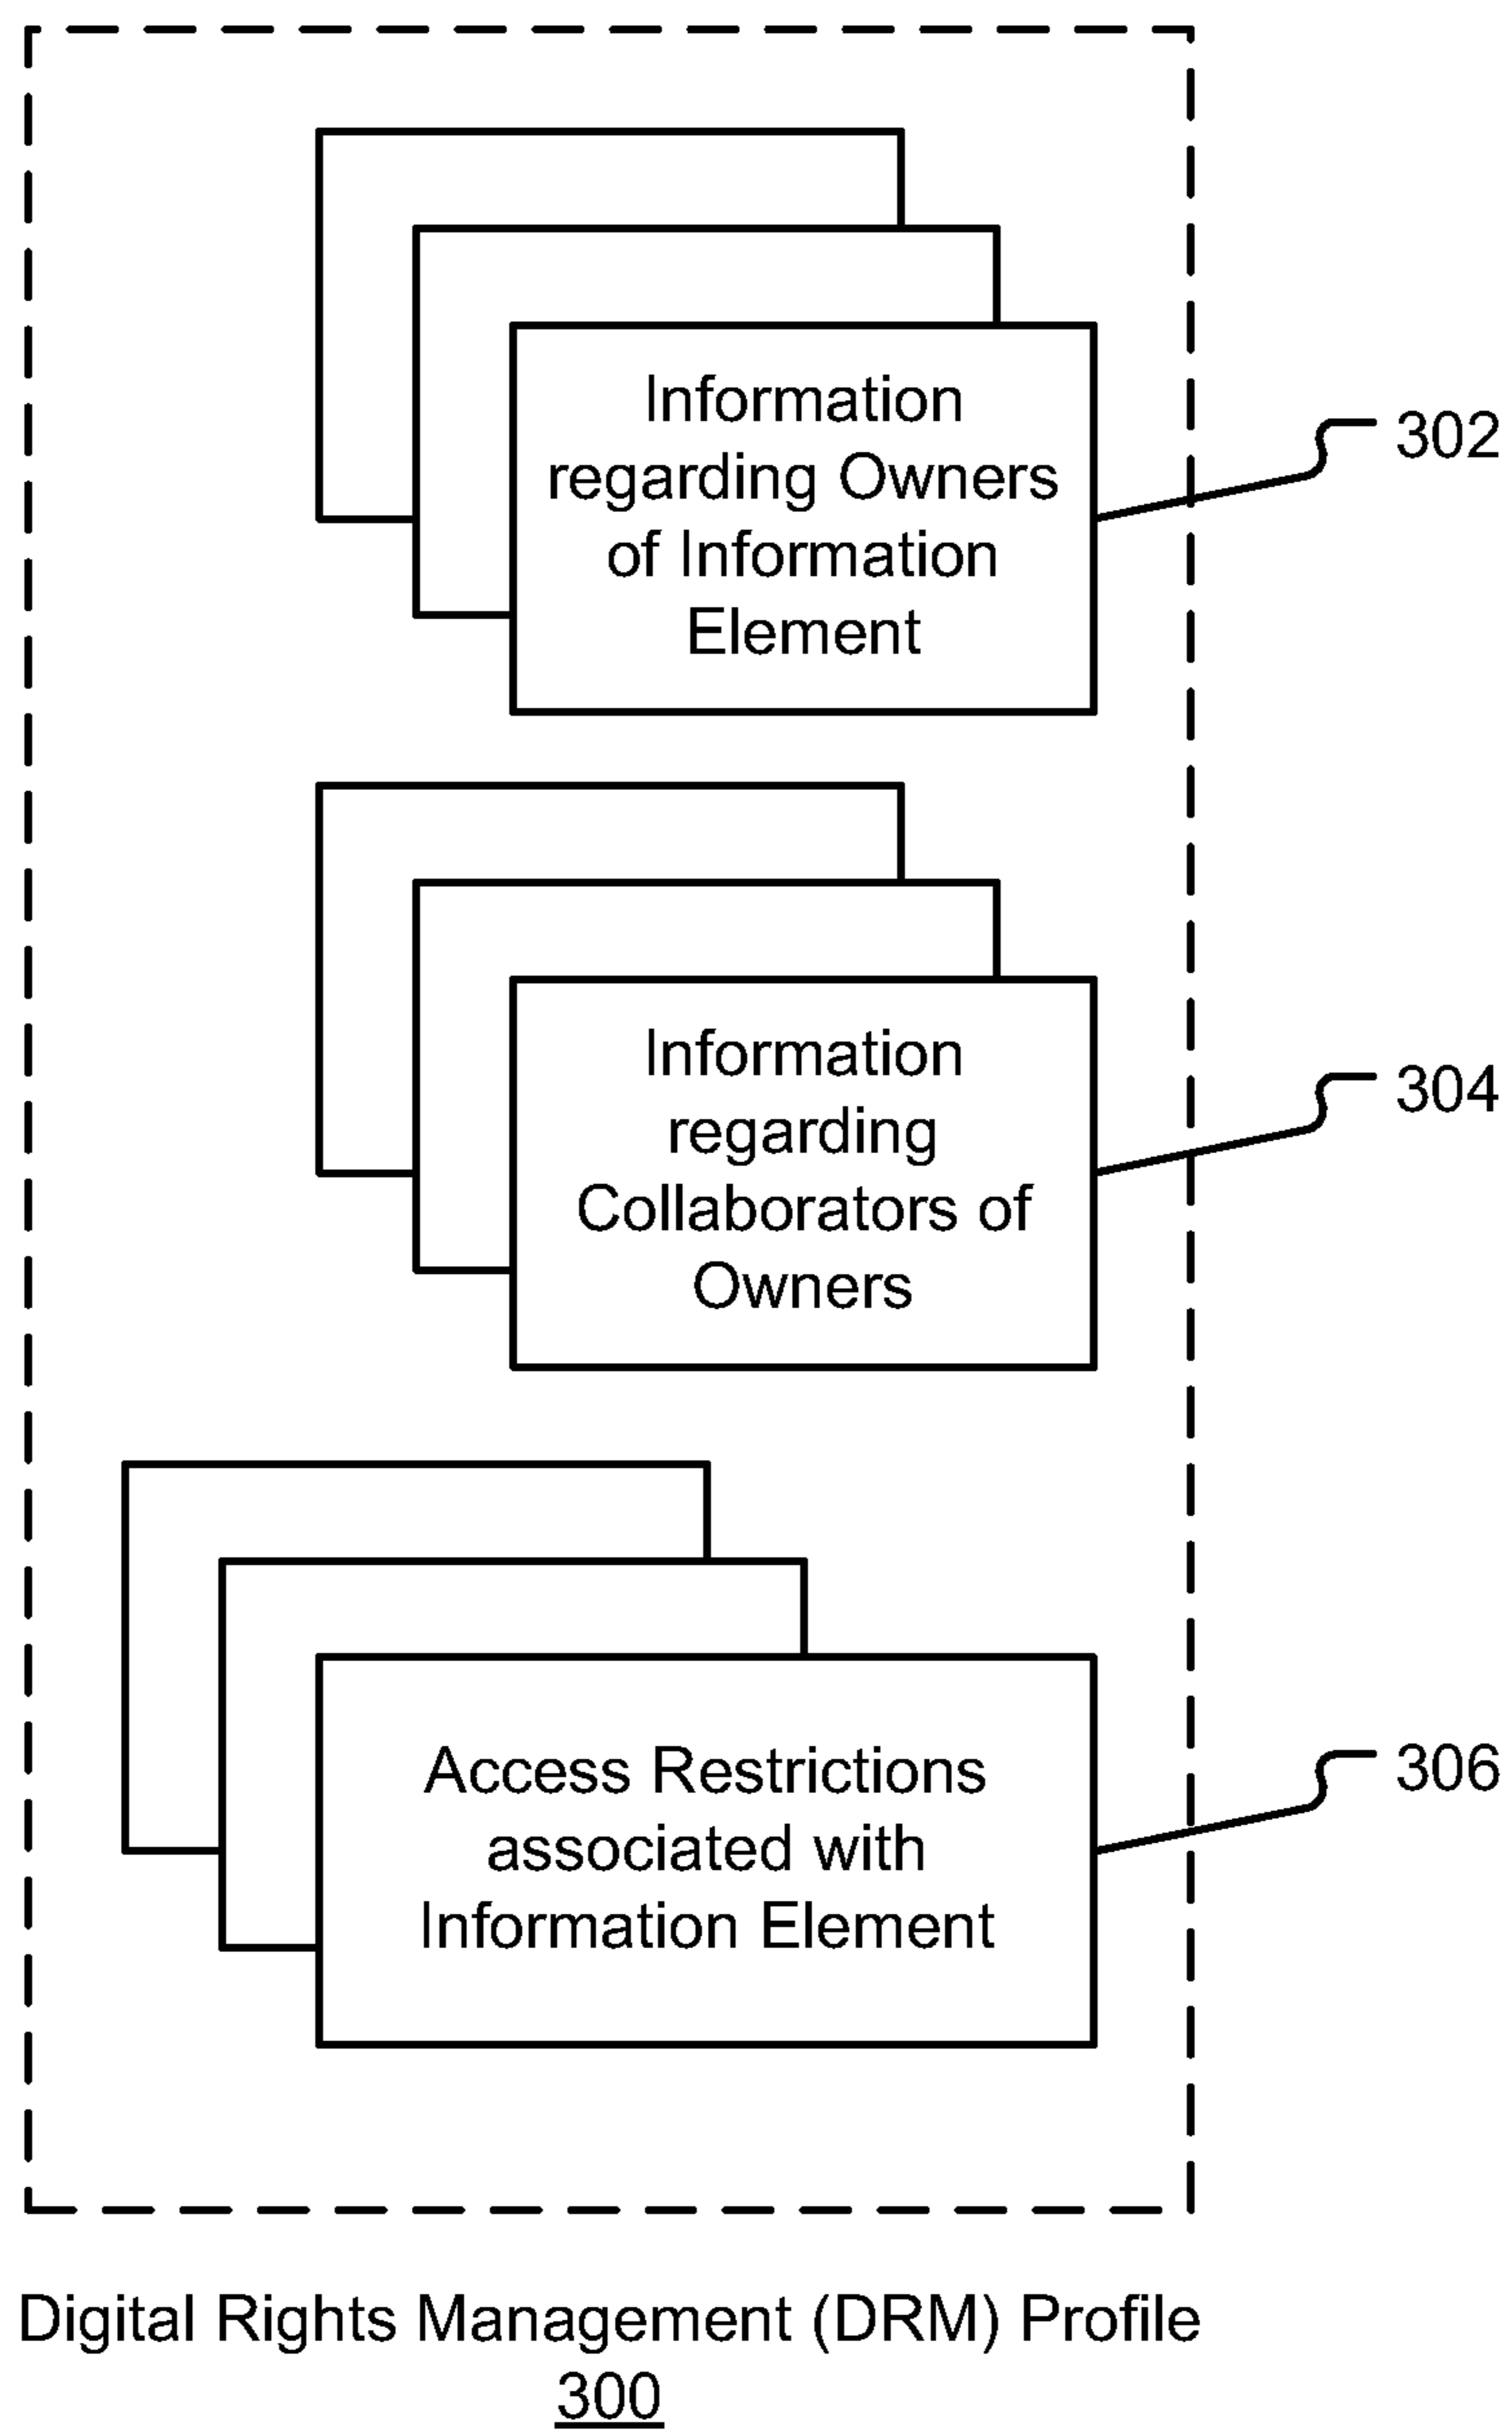 Information
regarding Owners
of Information
Element
302
Information
regarding
Collaborators of
Owners
304
Access Restrictions
associated with
Information Element
306
Digital Rights Management (DRM) Profile
300